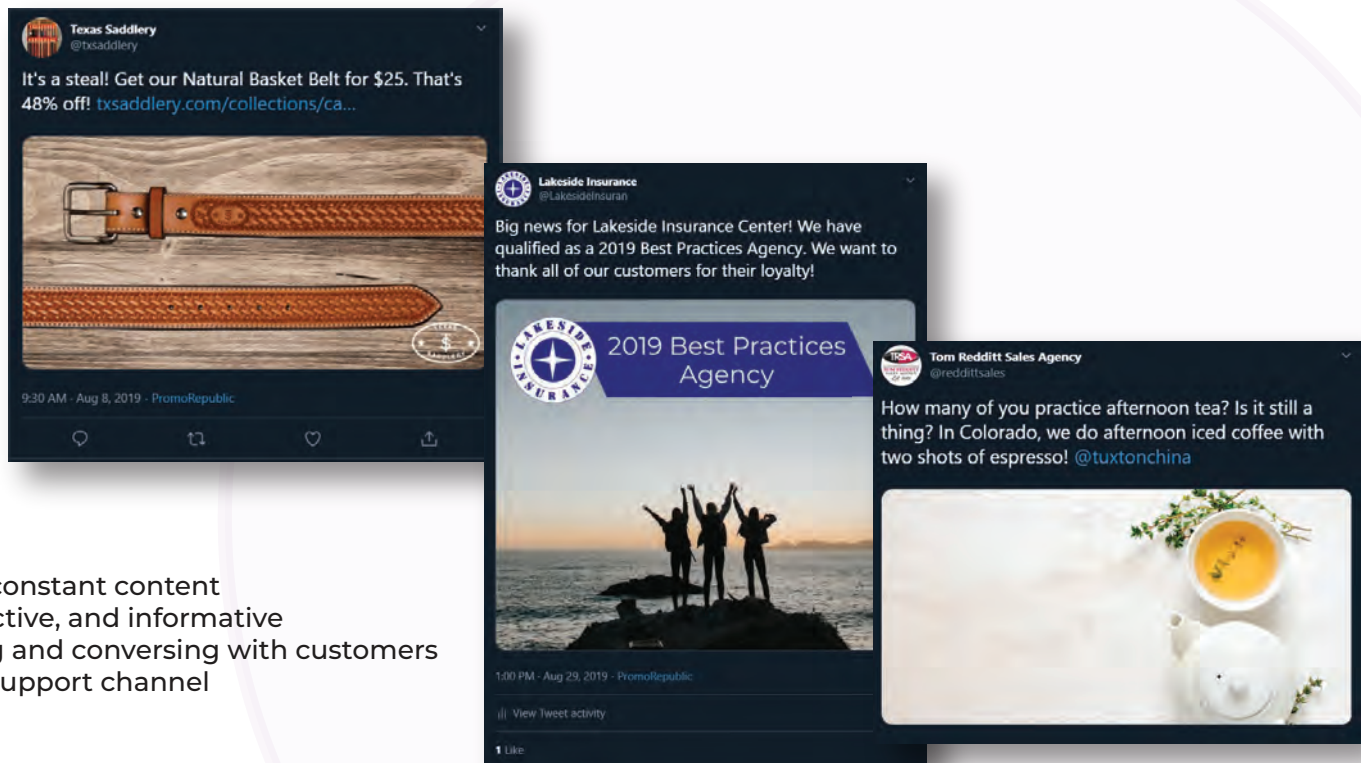 Texas Saddlery
@txsaddlery
It's a steal! Get our Natural Basket Belt for $25. That's
48% off! txsaddlery.com/collections/ca...
9:30 AM · Aug 8, 2019 · PromoRepublic
Lakeside Insurance
@LakesideInsuran
Big news for Lakeside Insurance Center! We have
qualified as a 2019 Best Practices Agency. We want to
thank all of our customers for their loyalty!
LAKESIDE
INSURANCE
2019 Best Practices
Agency
1:00 PM · Aug 29, 2019 · PromoRepublic
View Tweet activity
1 Like
TRSA
Tom Redditt Sales Agency
@reddittsales
How many of you practice afternoon tea? Is it still a
thing? In Colorado, we do afternoon iced coffee with
two shots of espresso! @tuxtonchina
constant content
ctive, and informative
g and conversing with customers
upport channel